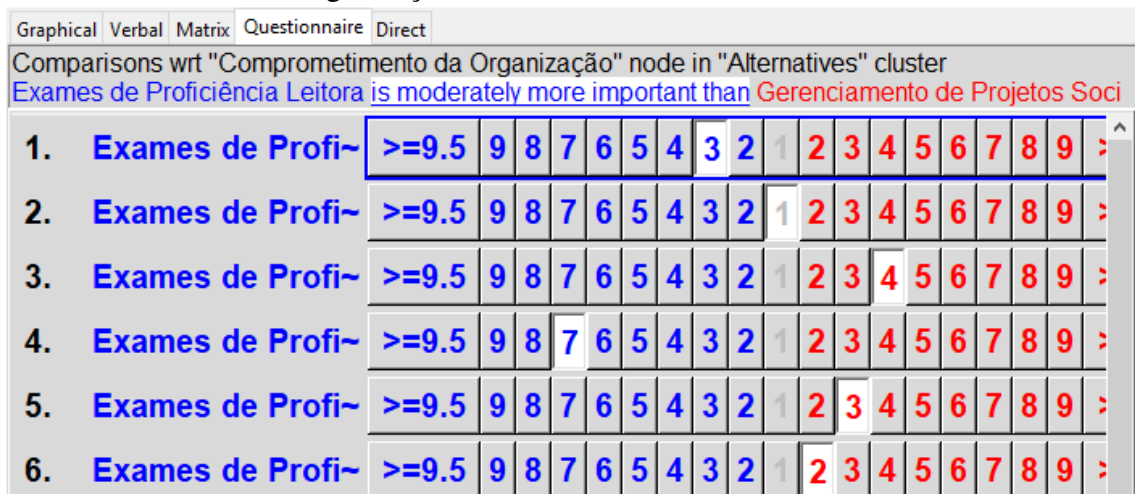 Graphical Verbal Matrix Questionnaire Direct
Comparisons wrt "Comprometimento da Organização" node in "Alternatives" cluster
Exames de Proficiência Leitora is moderately more important than Gerenciamento de Projetos Soci
1. Exames de Profi~ >=9.5 9 8 7 6 5 4 3 2 1 2 3 4 5 6 7 8 9 >
2. Exames de Profi~ >=9.5 9 8 7 6 5 4 3 2 1 2 3 4 5 6 7 8 9 >
3. Exames de Profi~ >=9.5 9 8 7 6 5 4 3 2 1 2 3 4 5 6 7 8 9 >
4. Exames de Profi~ >=9.5 9 8 7 6 5 4 3 2 1 2 3 4 5 6 7 8 9 >
5. Exames de Profi~ >=9.5 9 8 7 6 5 4 3 2 1 2 3 4 5 6 7 8 9 >
6. Exames de Profi~ >=9.5 9 8 7 6 5 4 3 2 1 2 3 4 5 6 7 8 9 >